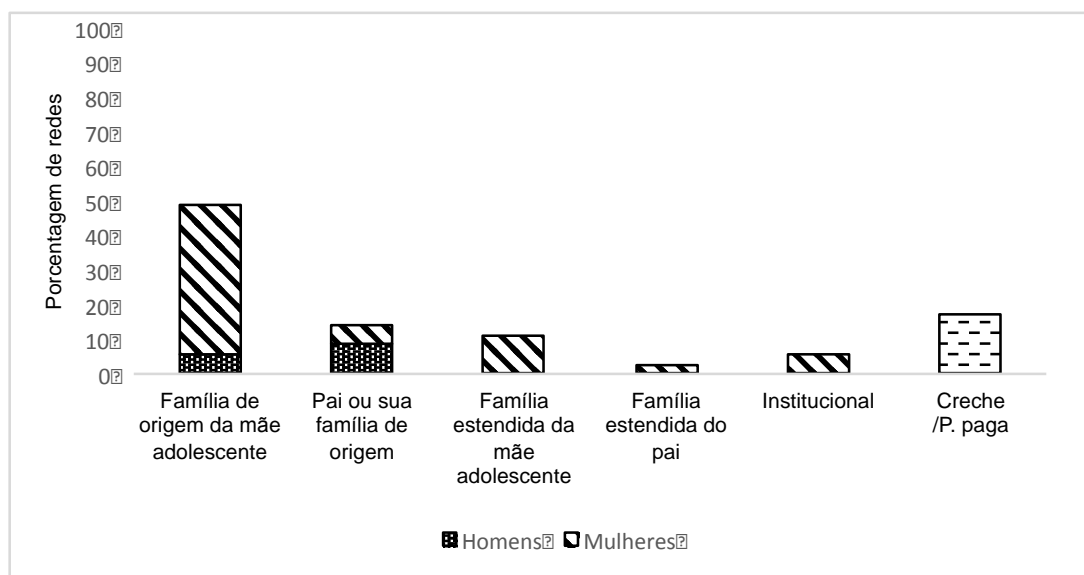 100
90
80
70
60
50
40
30
20
10
0
Porcentagem de redes
Família de
origem da mãe
adolescente
Pai ou sua
família de
origem
Família
estendida da
mãe
adolescente
Família
estendida do
pai
Institucional
Creche
/P. paga
Homens Mulheres